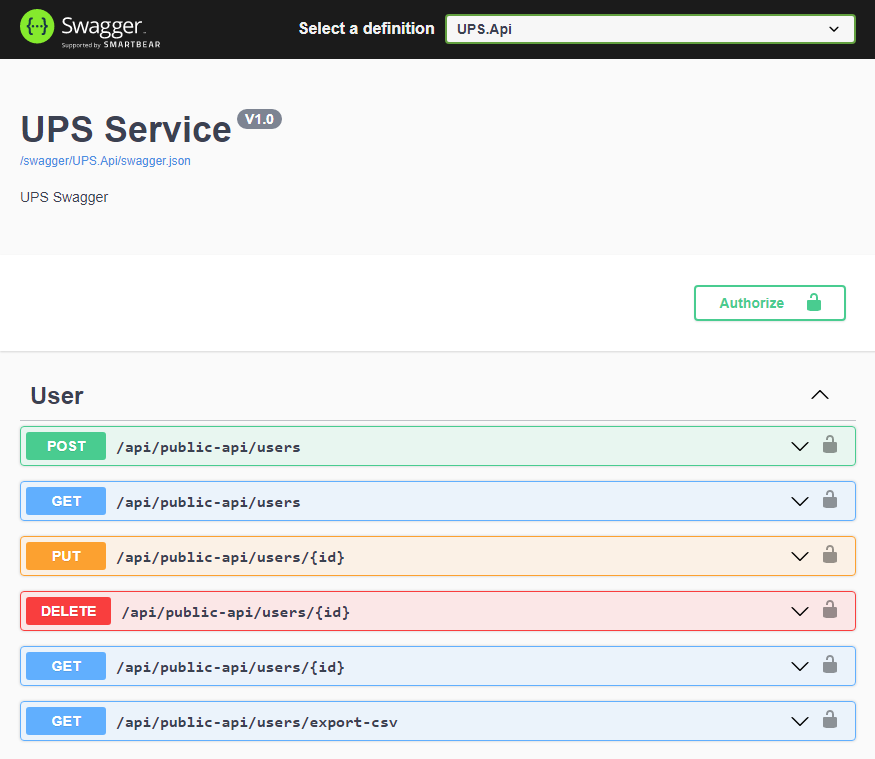 Swagger
Supported by SMARTBEAR
Select a definition
UPS.Api
UPS Service V1.0
/swagger/UPS.Api/swagger.json
UPS Swagger
Authorize
User
POST /api/public-api/users
GET /api/public-api/users
PUT /api/public-api/users/{id}
DELETE /api/public-api/users/{id}
GET /api/public-api/users/{id}
GET /api/public-api/users/export-csv